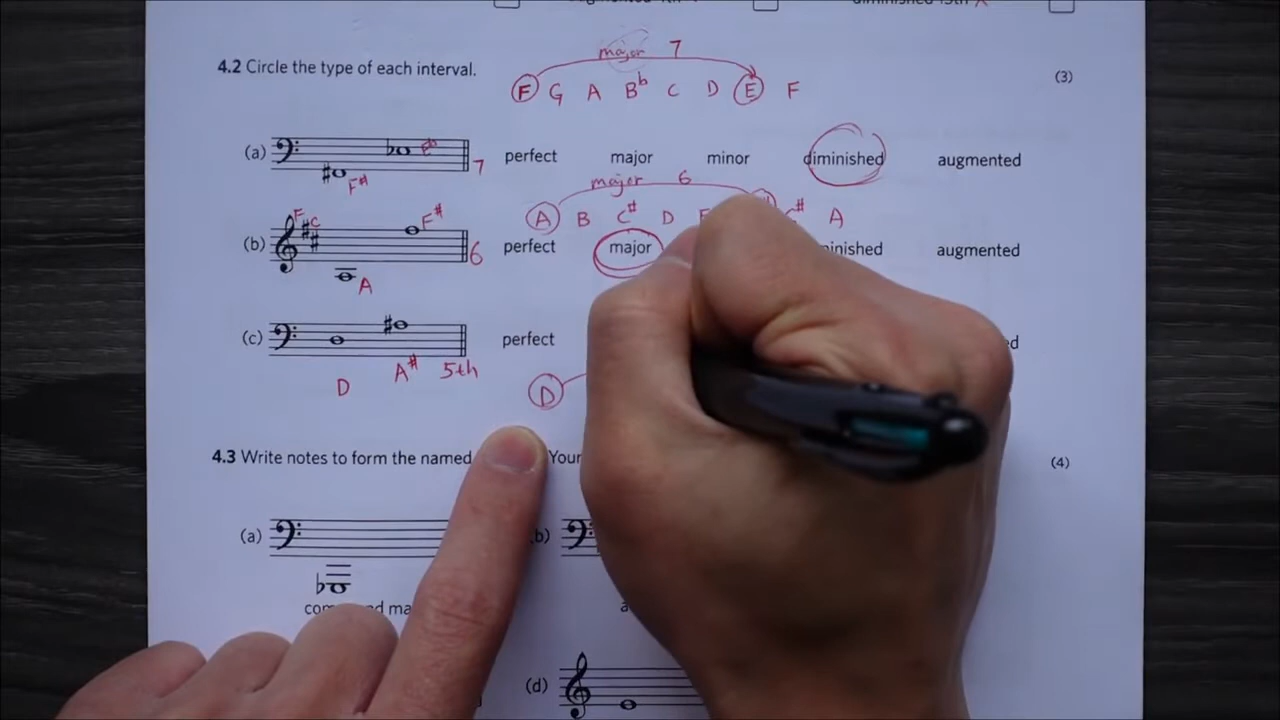 major 7
4.2 Circle the type of each interval. (3)
F G A B♭ C D E F
(a) E♭ 7 perfect major minor diminished augmented
F#
major 6
A B C# D # A
F C F#
(b) 6 perfect major augmented
A
(c) perfect
D A# 5th
D
4.3 Write notes to form the named Your (4)
(a)
(d)